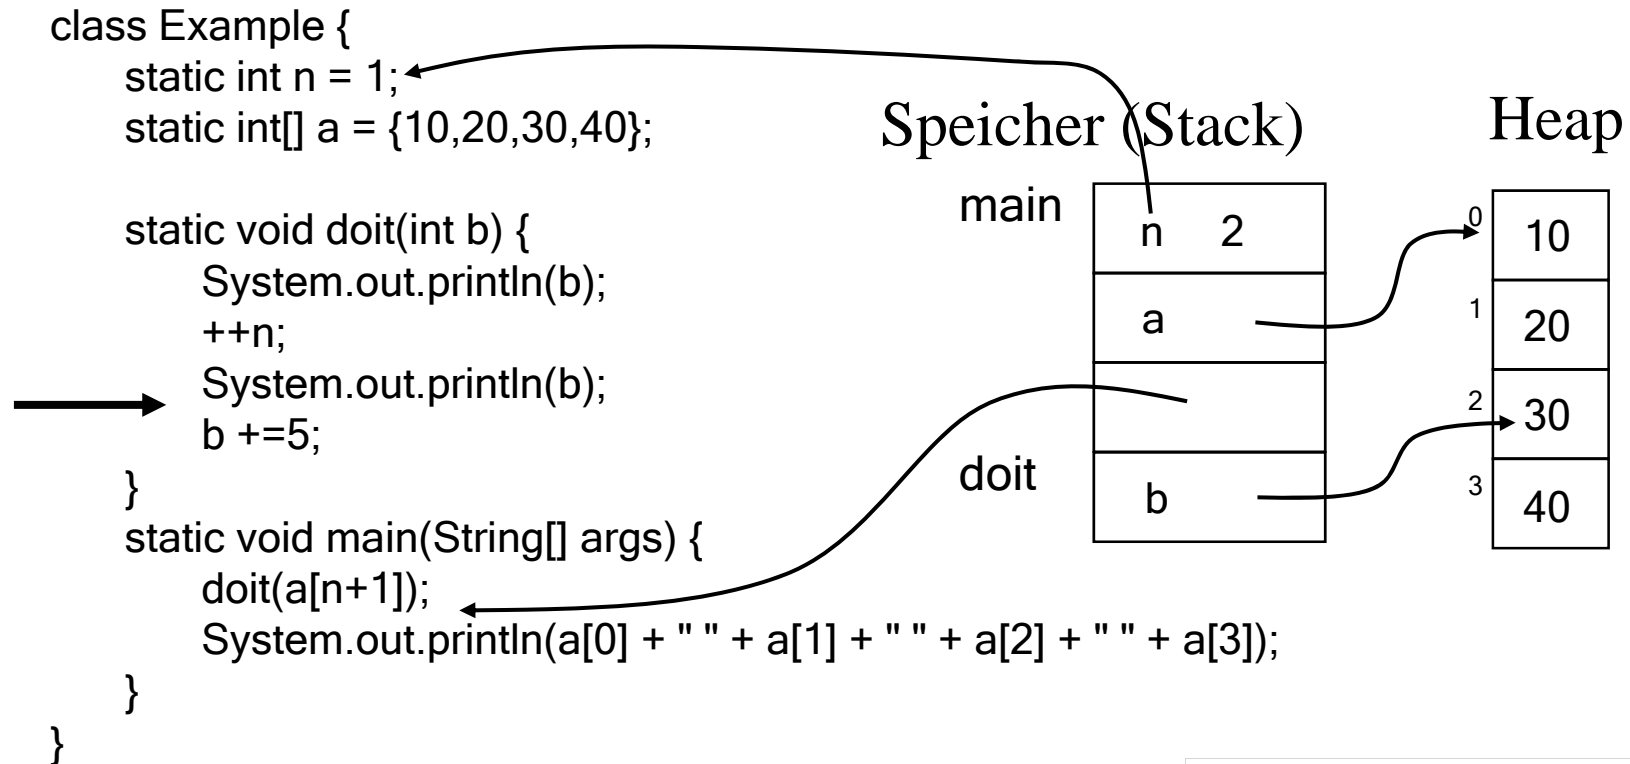 class Example {
static int n = 1;
static int[] a = {10,20,30,40};
static void doit(int b) {
System.out.println(b);
++n;
System.out.println(b);
b +=5;
}
static void main(String[] args) {
doit(a[n+1]);
System.out.println(a[0] + " " + a[1] + " " + a[2] + " " + a[3]);
}
}
Speicher (Stack)
main
n 2
a
doit
b
Heap
0 10
1 20
2 30
3 40